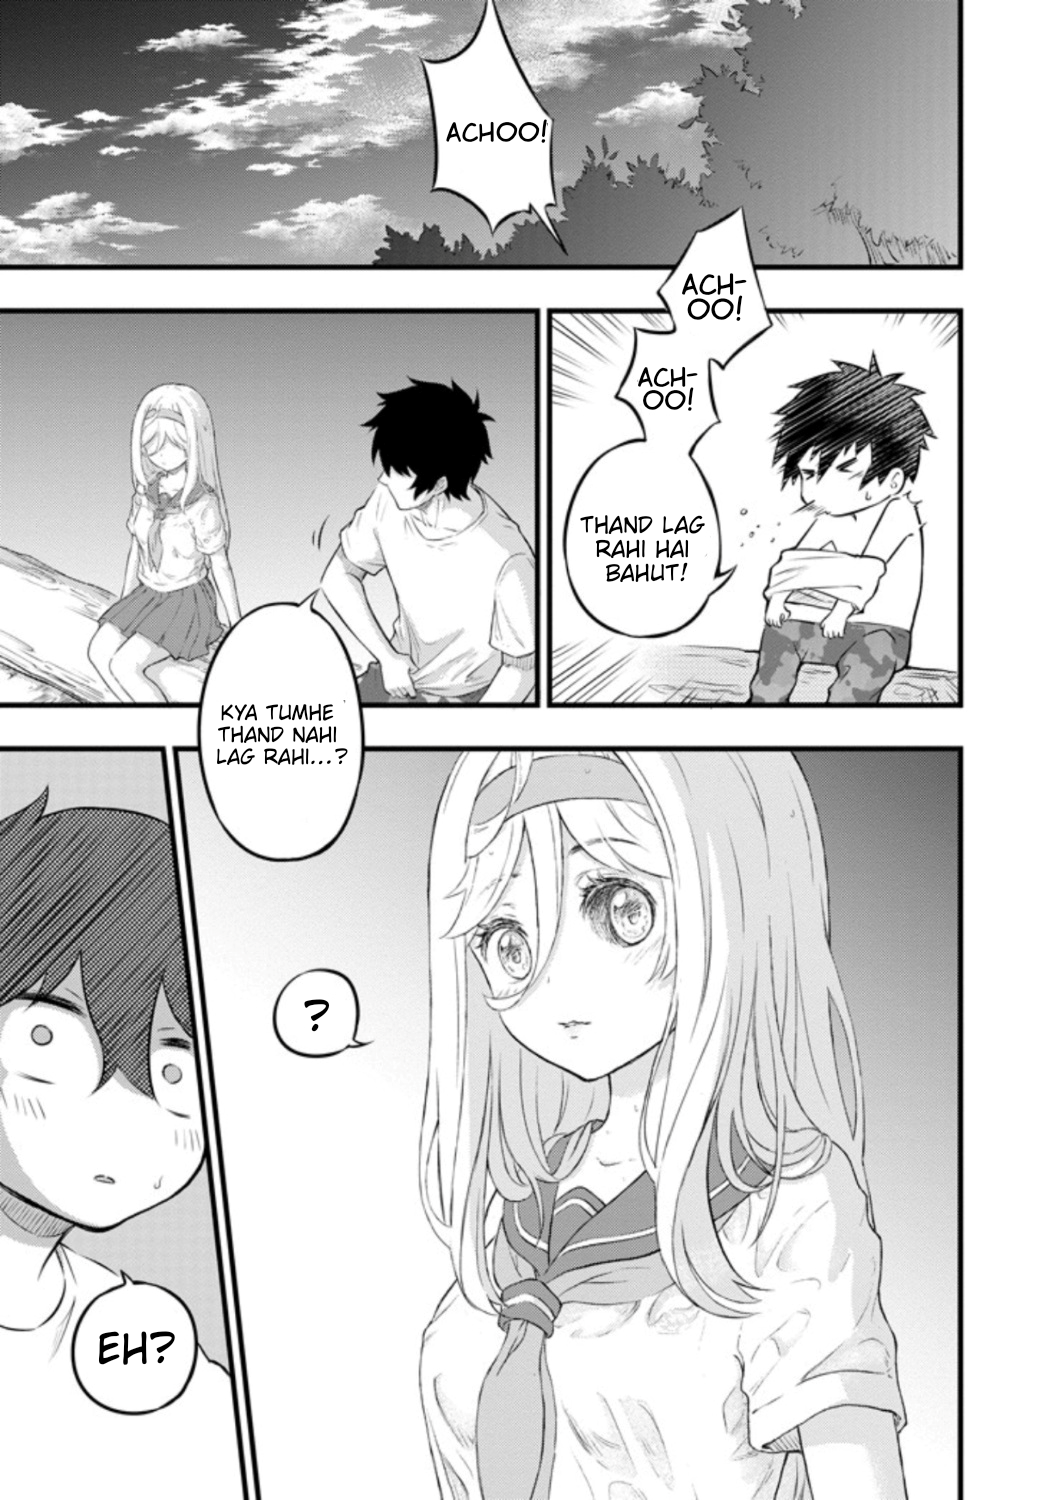 ACHOO!
ACH-
OO!
ACH-
OO!
THAND LAG
RAHI HAI
BAHUT!
KYA TUMHE
THAND NAHI
LAG RAHI...?
?
EH?